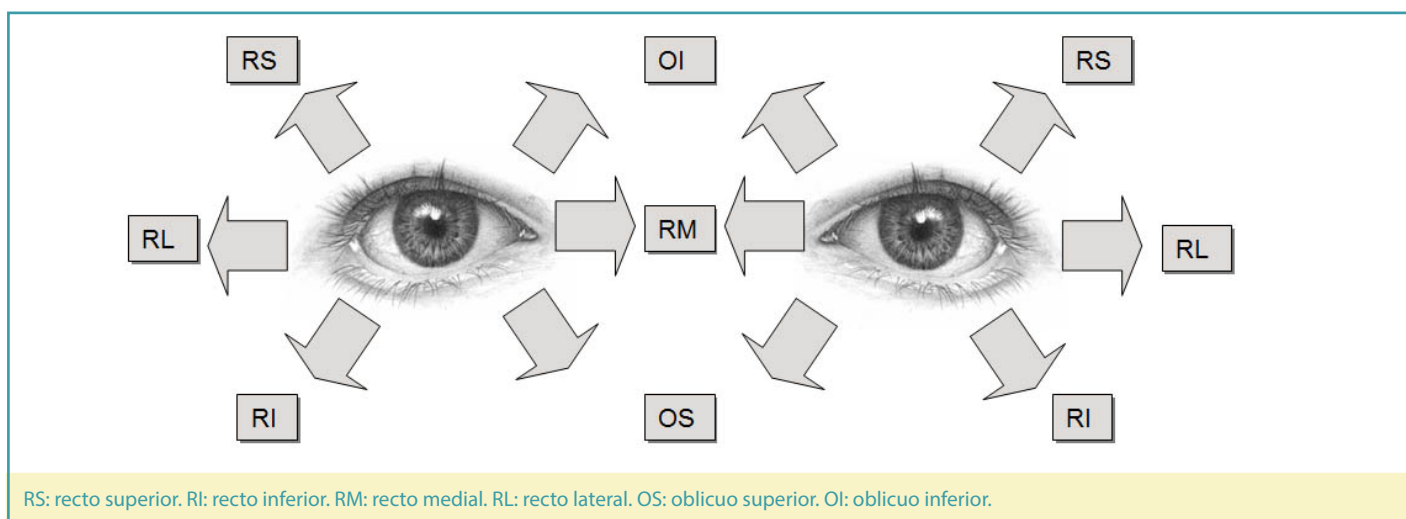 RS OI RS
RL RM RL
RI OS RI
RS: recto superior. RI: recto inferior. RM: recto medial. RL: recto lateral. OS: oblicuo superior. OI: oblicuo inferior.